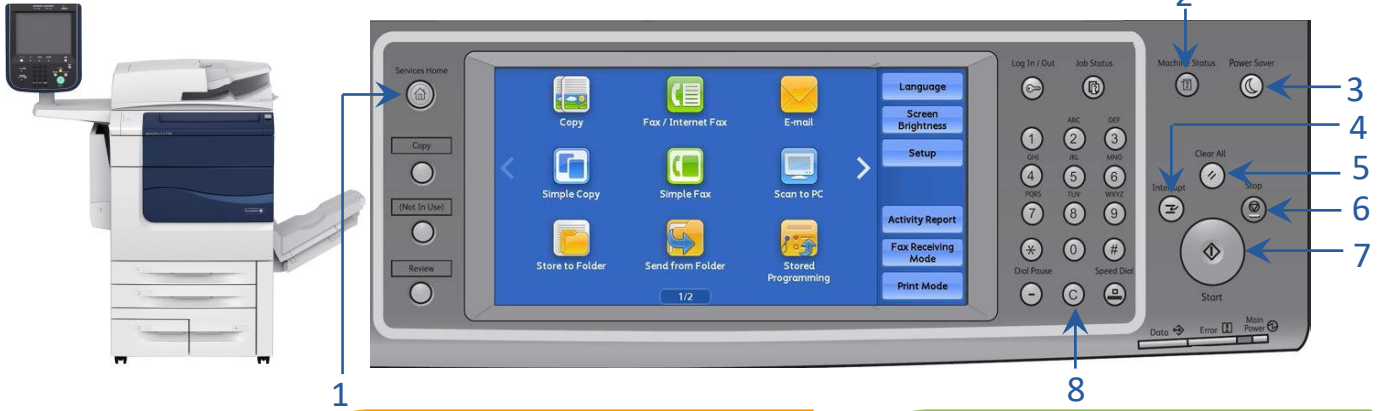 2
Services Home
Log In / Out
Job Status
Machine Status
Power Saver
1
3
Copy
Fax / Internet Fax
E-mail
Language
Screen
Brightness
Setup
4
Copy
ABC
DEF
1
2
3
GHI
JKL
MNO
Clear All
5
4
5
6
PQRS
TUV
WXYZ
Interrupt
Stop
6
Simple Copy
Simple Fax
Scan to PC
(Not In Use)
7
8
9
Activity Report
7
Fax Receiving
Mode
*
0
#
Store to Folder
Send from Folder
Stored
Programming
Review
Dial Pause
Speed Dial
Print Mode
-
C
1/2
Start
Data
Error
Main
Power
8